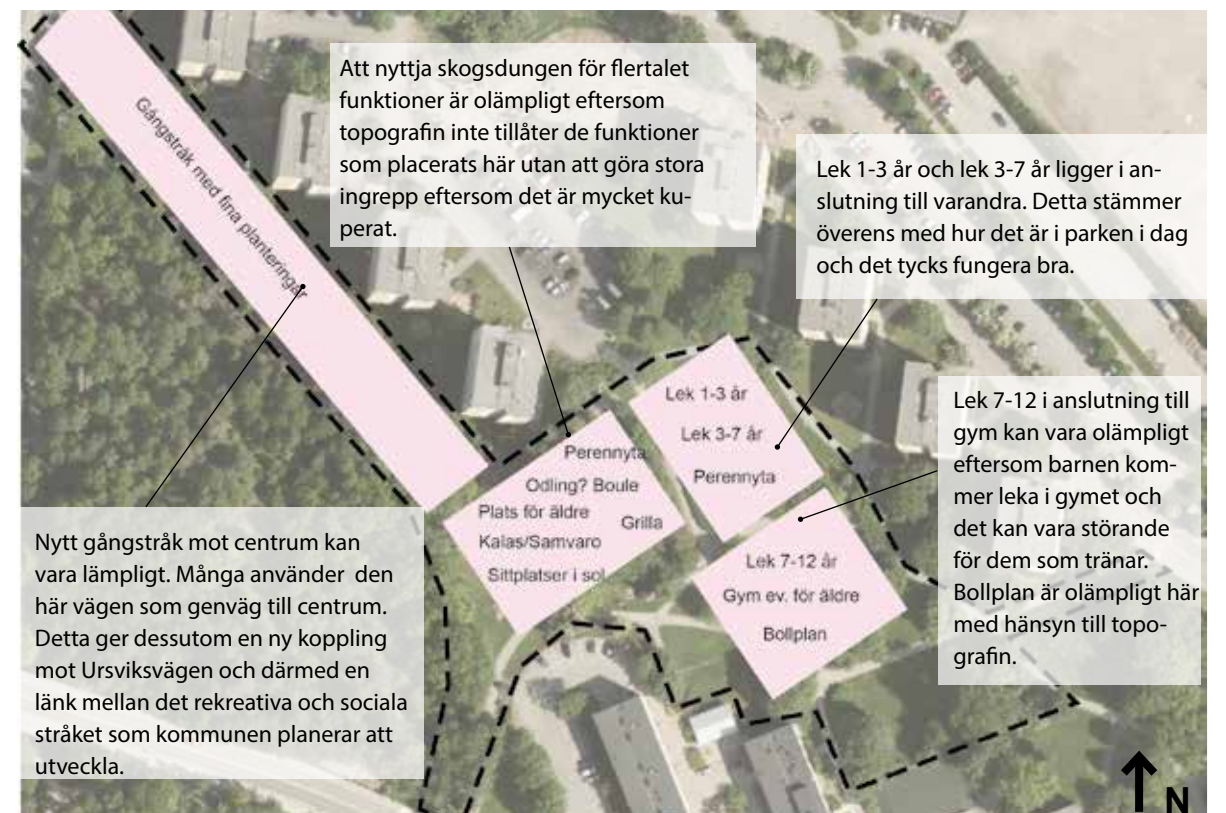 Att nyttja skogsdungen för flertalet
funktioner är olämpligt eftersom
topografin inte tillåter de funktioner
som placerats här utan att göra stora
ingrepp eftersom det är mycket ku-
perat.
Lek 1-3 år och lek 3-7 år ligger i an-
slutning till varandra. Detta stämmer
överens med hur det är i parken i dag
och det tycks fungera bra.
Gångstråk med fina planteringar
Lek 1-3 år
Lek 3-7 år
Perennyta
Perennyta
Odling? Boule
Plats för äldre
Grilla
Kalas/Samvaro
Sittplatser i sol
Lek 7-12 år
Gym ev. för äldre
Bollplan
Lek 7-12 i anslutning till
gym kan vara olämpligt
eftersom barnen kom-
mer leka i gymet och
det kan vara störande
för dem som tränar.
Bollplan är olämpligt här
med hänsyn till topo-
grafin.
Nytt gångstråk mot centrum kan
vara lämpligt. Många använder den
här vägen som genväg till centrum.
Detta ger dessutom en ny koppling
mot Ursviksvägen och därmed en
länk mellan det rekreativa och sociala
stråket som kommunen planerar att
utveckla.
N